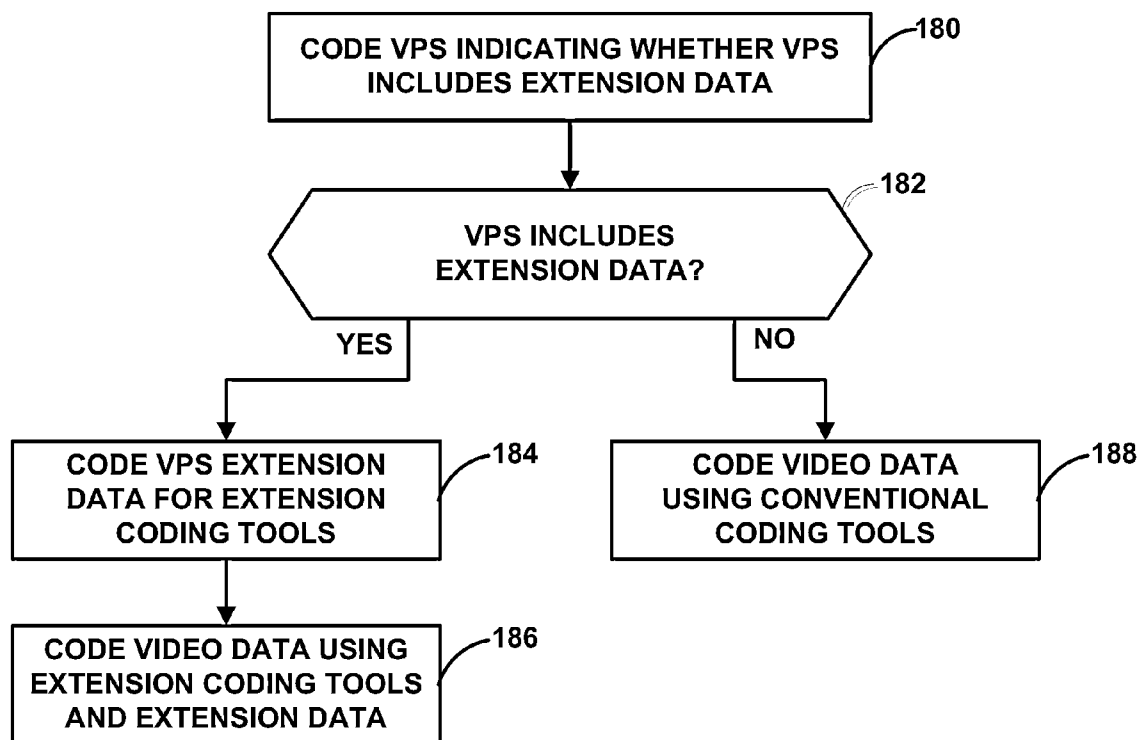 CODE VPS INDICATING WHETHER VPS
INCLUDES EXTENSION DATA
180
VPS INCLUDES
EXTENSION DATA?
182
YES
NO
CODE VPS EXTENSION
DATA FOR EXTENSION
CODING TOOLS
184
CODE VIDEO DATA
USING CONVENTIONAL
CODING TOOLS
188
CODE VIDEO DATA USING
EXTENSION CODING TOOLS
AND EXTENSION DATA
186